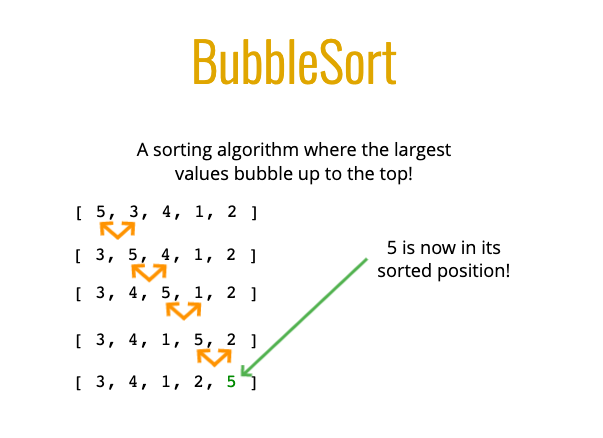 BubbleSort
A sorting algorithm where the largest
values bubble up to the top!
[ 5, 3, 4, 1, 2 ]
[ 3, 5, 4, 1, 2 ]
[ 3, 4, 5, 1, 2 ]
[ 3, 4, 1, 5, 2 ]
[ 3, 4, 1, 2, 5 ]
5 is now in its
sorted position!